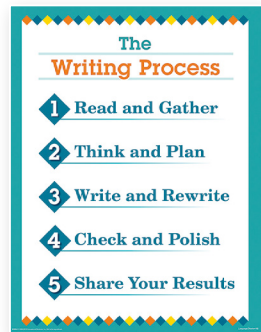 The
Writing Process
1 Read and Gather
2 Think and Plan
3 Write and Rewrite
4 Check and Polish
5 Share Your Results